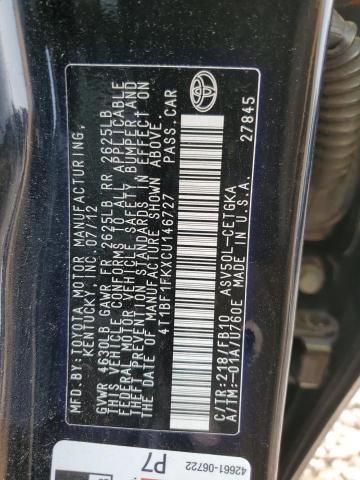 MFD.BY:TOYOTA MOTOR MANUFACTURING,
KENTUCKY, INC. 07/12
GVWR 4630LB GAWR FR 2625LB RR 2625LB
THIS VEHICLE CONFORMS TO ALL APPLICABLE
FEDERAL MOTOR VEHICLE SAFETY, BUMPER, AND
THEFT PREVENTION STANDARDS IN EFFECT ON
THE DATE OF MANUFACTURE SHOWN ABOVE.
4T1BF1FKXCU146727 PASS.CAR
C/TR:218/FB10 ASV50L-CETGKA
A/TM:-01A/U760E U.S.A.
27845
TOYOTA
42661-06722
P7